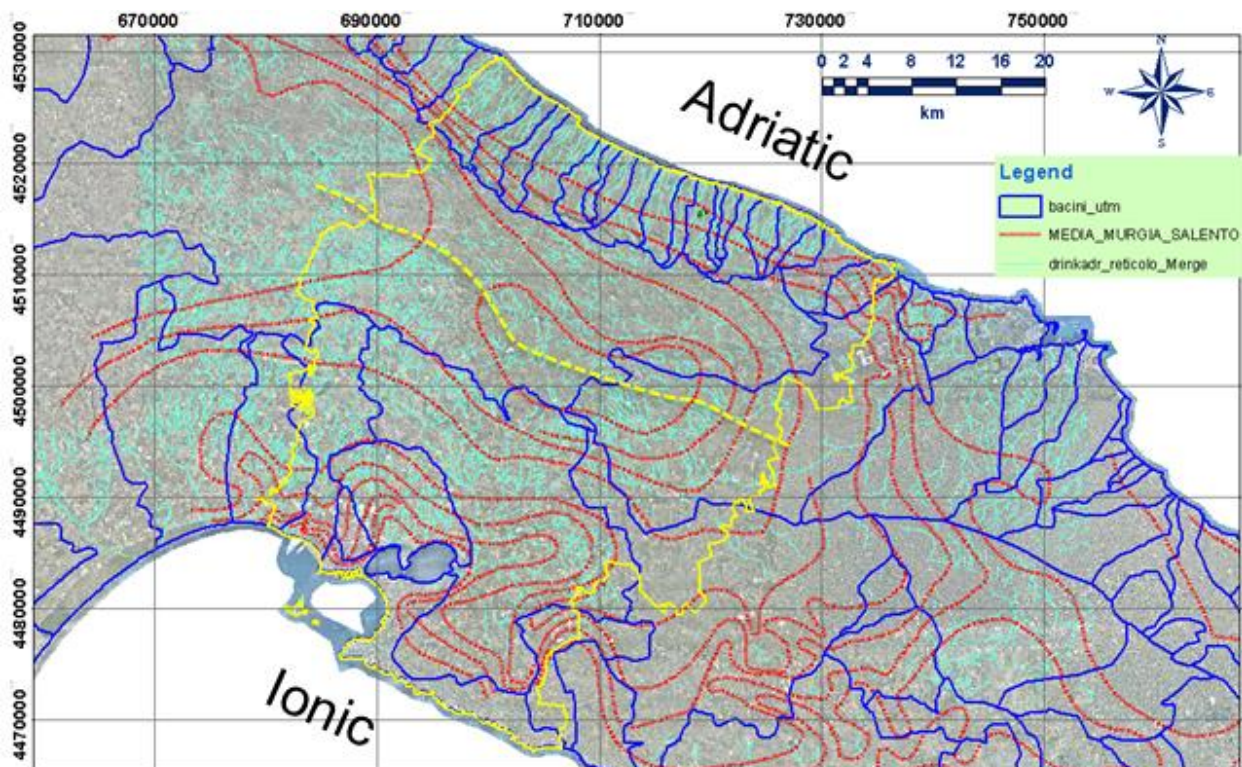 670000 690000 710000 730000 750000
4530000
4520000
4510000
4500000
4490000
4480000
4470000
0 2 4 8 12 16 20
km
N
W E
S
Adriatic
Legend
bacini_utm
MEDIA_MURGIA_SALENTO
drinkadr_reticolo_Merge
Ionic